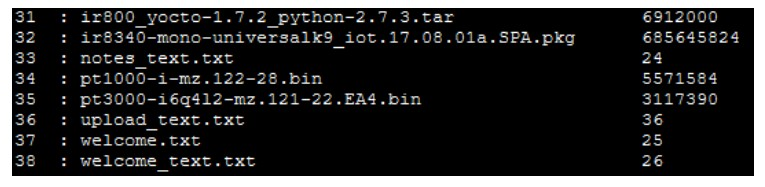 31 : ir800_yocto-1.7.2_python-2.7.3.tar 6912000
32 : ir8340-mono-universalk9_iot.17.08.01a.SPA.pkg 685645824
33 : notes_text.txt 24
34 : pt1000-i-mz.122-28.bin 5571584
35 : pt3000-i6q4l2-mz.121-22.EA4.bin 3117390
36 : upload_text.txt 36
37 : welcome.txt 25
38 : welcome_text.txt 26